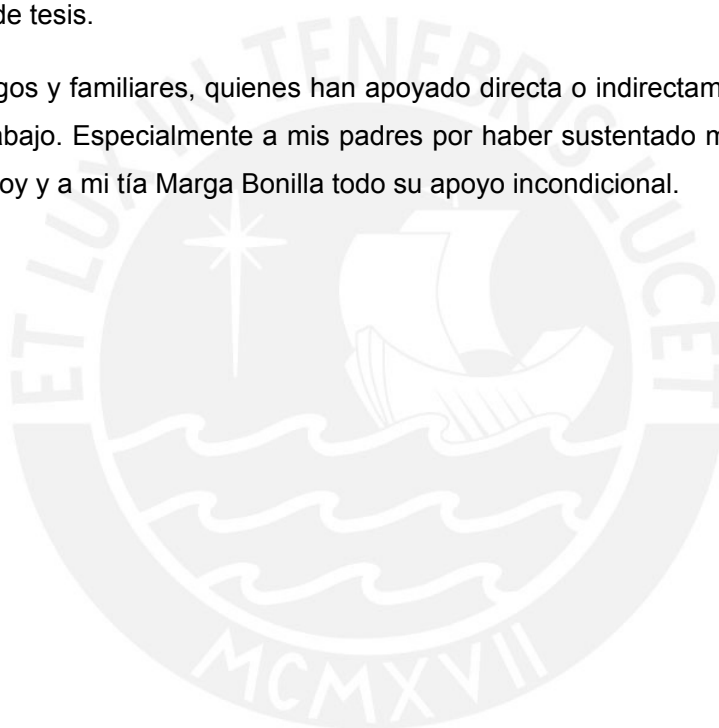 de tesis.
gos y familiares, quienes han apoyado directa o indirectam
abajo. Especialmente a mis padres por haber sustentado m
oy y a mi tía Marga Bonilla todo su apoyo incondicional.
ET LUX IN TENEBRIS LUCET
MCMXVII